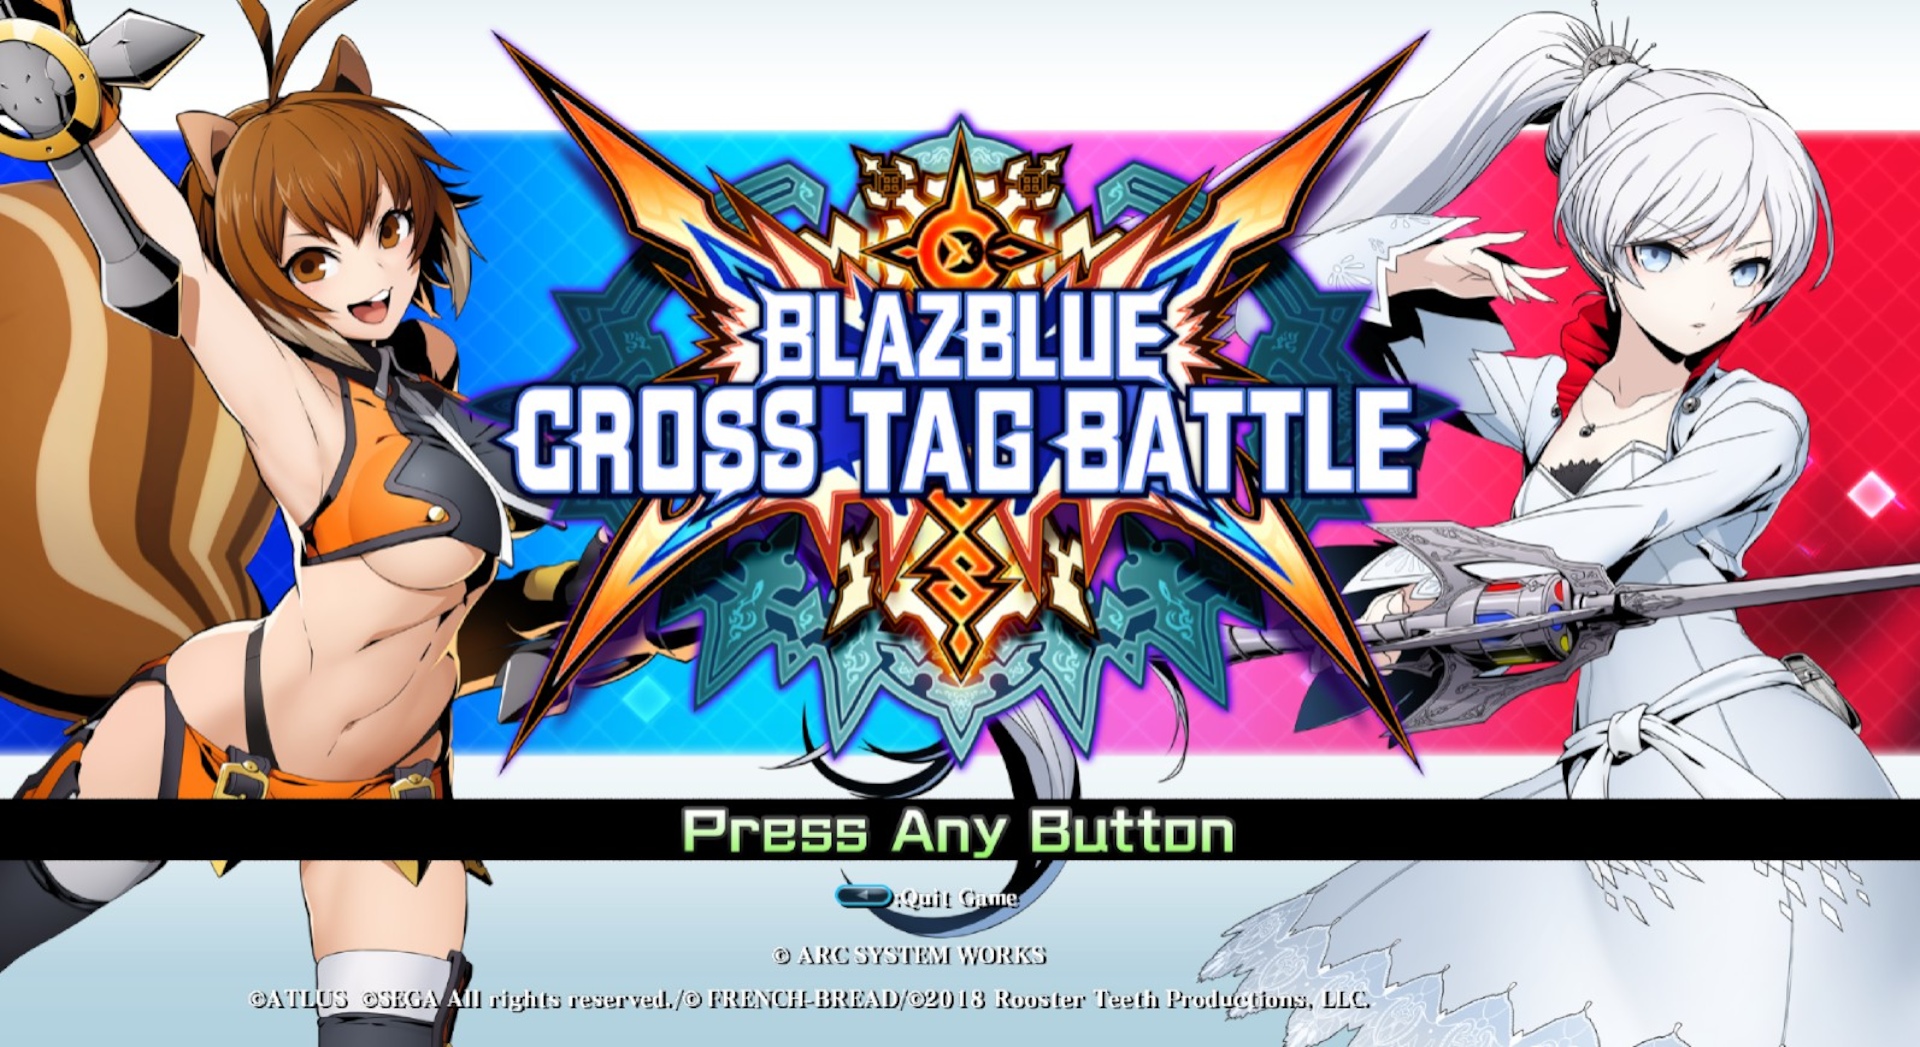 BLAZBLUE
CROSS TAG BATTLE
Press Any Button
:Quit Game
© ARC SYSTEM WORKS
©ATLUS ©SEGA All rights reserved./© FRENCH-BREAD/©2018 Rooster Teeth Productions, LLC.